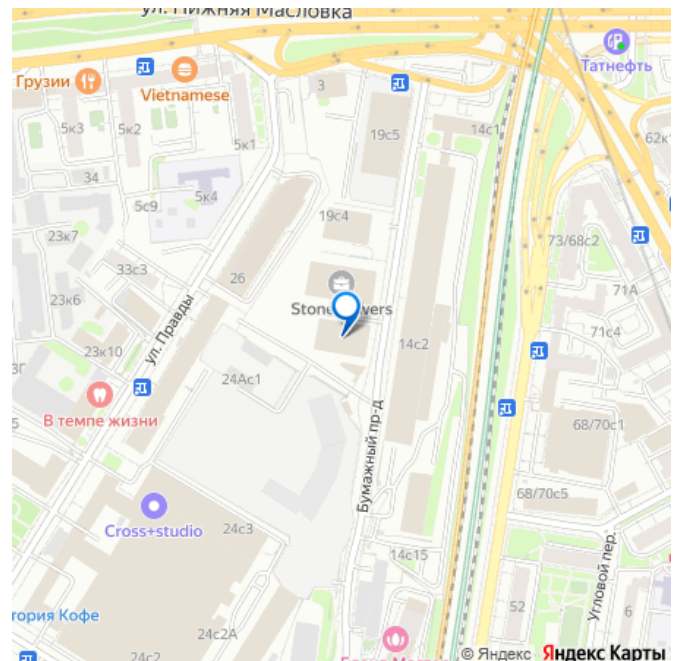 ул. Нижняя Масловка
Татнефть
Грузии
Vietnamese
3
5к3
5к2
5к1
19с5
14с1
62к1
34
5к4
5с9
19с4
23к7
73/68с2
33с3
26
71А
23к6
Stone Towers
ул. Правды
71с4
14с2
23к10
24Ас1
В темпе жизни
68/70с1
Бумажный пр-д
68/70с5
Cross+studio
24с3
14с15
Угловой пер.
52
6
тория Кофе
24с2А
24с2
© Яндекс Яндекс Карты